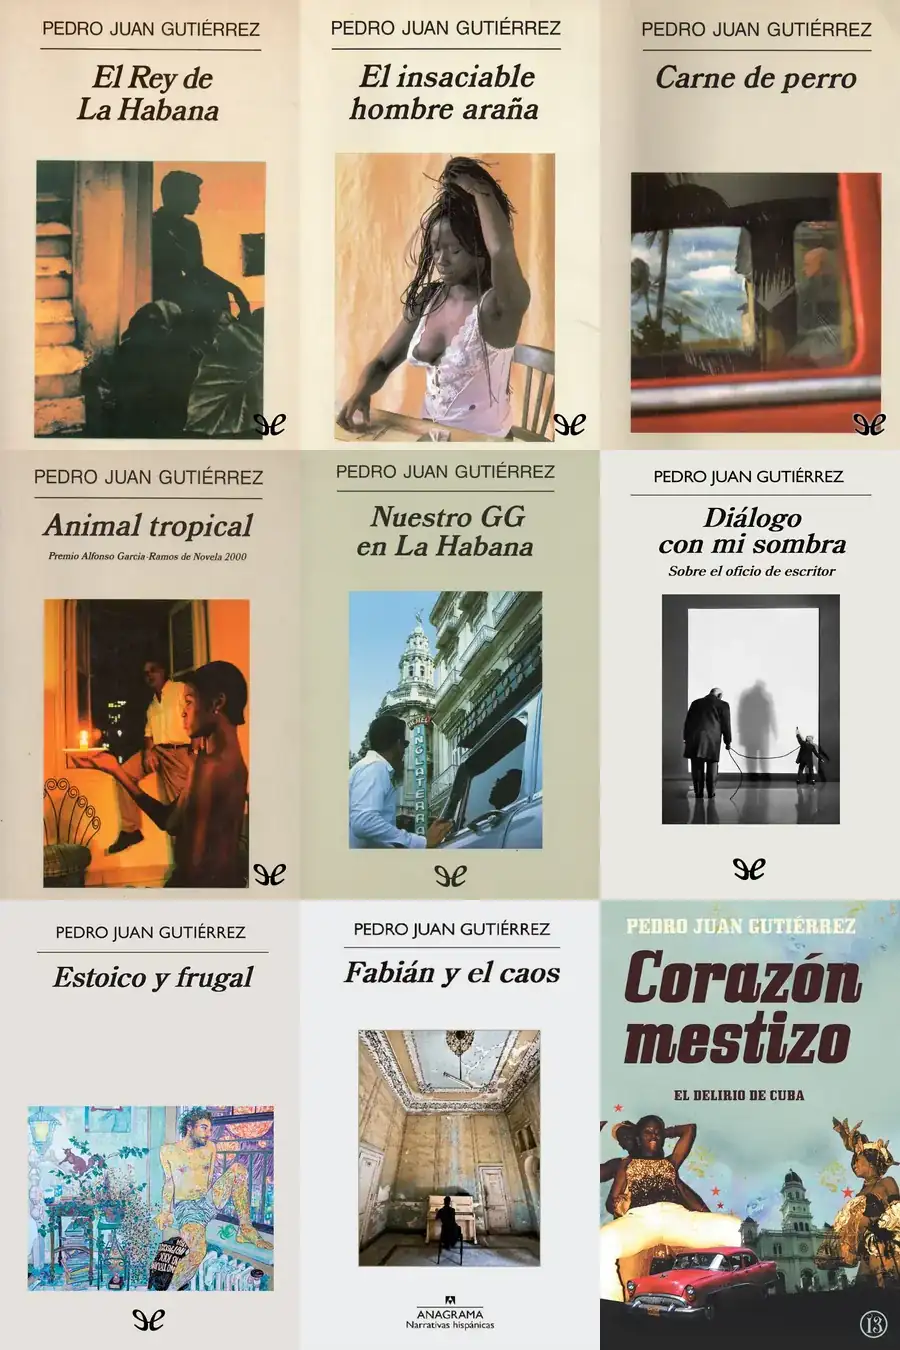 PEDRO JUAN GUTIÉRREZ
El Rey de
La Habana
PEDRO JUAN GUTIÉRREZ
El insaciable
hombre araña
PEDRO JUAN GUTIÉRREZ
Carne de perro
PEDRO JUAN GUTIÉRREZ
Animal tropical
Premio Alfonso García-Ramos de Novela 2000
PEDRO JUAN GUTIÉRREZ
Nuestro GG
en La Habana
HOTEL
INGLATERRA
PEDRO JUAN GUTIÉRREZ
Diálogo
con mi sombra
Sobre el oficio de escritor
PEDRO JUAN GUTIÉRREZ
Estoico y frugal
PEDRO JUAN GUTIÉRREZ
Fabián y el caos
ANAGRAMA
Narrativas hispánicas
PEDRO JUAN GUTIÉRREZ
Corazón
mestizo
EL DELIRIO DE CUBA
13